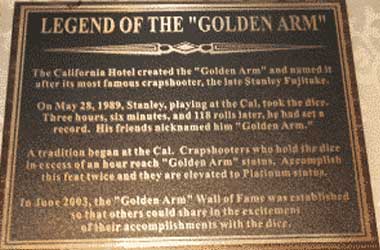 LEGEND OF THE "GOLDEN ARM"
The California Hotel created the "Golden Arm" and named it
after its most famous crapshooter, the late Stanley Fujitake.
On May 28, 1989, Stanley, playing at the Cal, took the dice.
Three hours, six minutes, and 118 rolls later, he had set a
record. His friends nicknamed him "Golden Arm."
A tradition began at the Cal. Crapshooters who hold the dice
in excess of an hour reach "Golden Arm" status. Accomplish
this feat twice and they are elevated to Platinum status.
In June 2003, the "Golden Arm" Wall of Fame was established
so that others could share in the excitement
of their accomplishments with the dice.